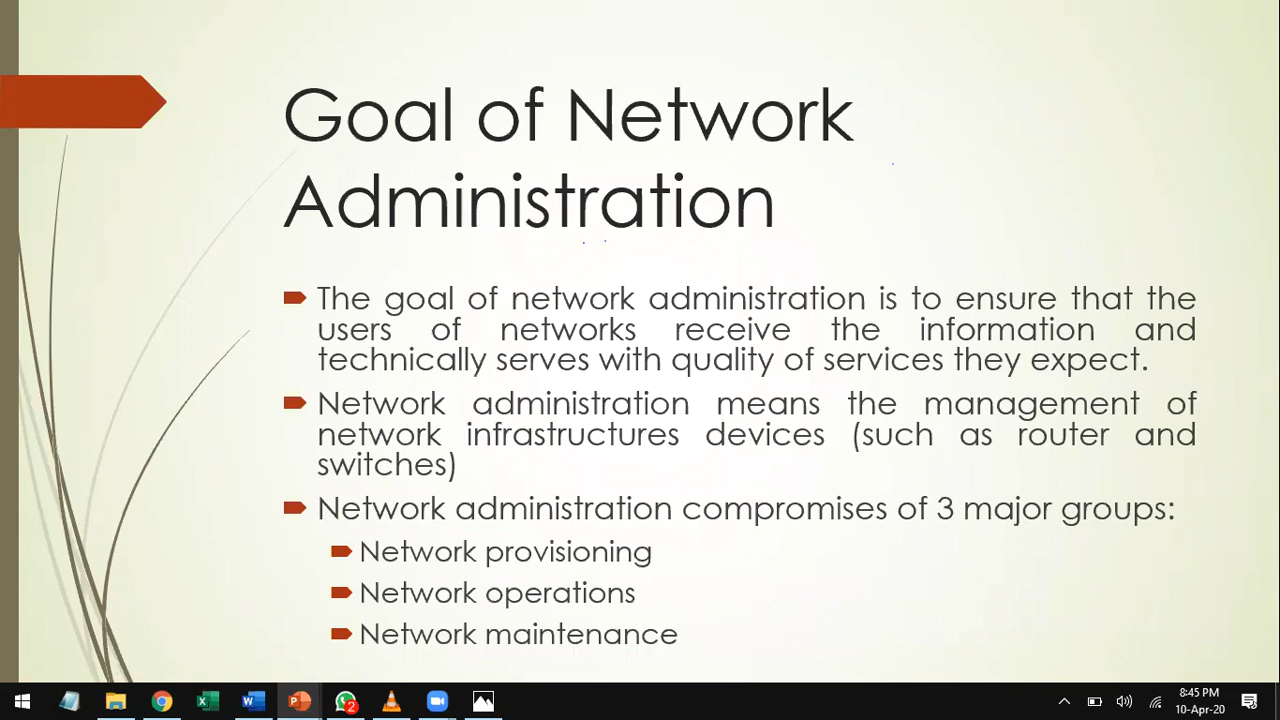 Goal of Network
Administration
The goal of network administration is to ensure that the
users of networks receive the information and
technically serves with quality of services they expect.
Network administration means the management of
network infrastructures devices (such as router and
switches)
Network administration compromises of 3 major groups:
Network provisioning
Network operations
Network maintenance
2
8:45 PM
10-Apr-20